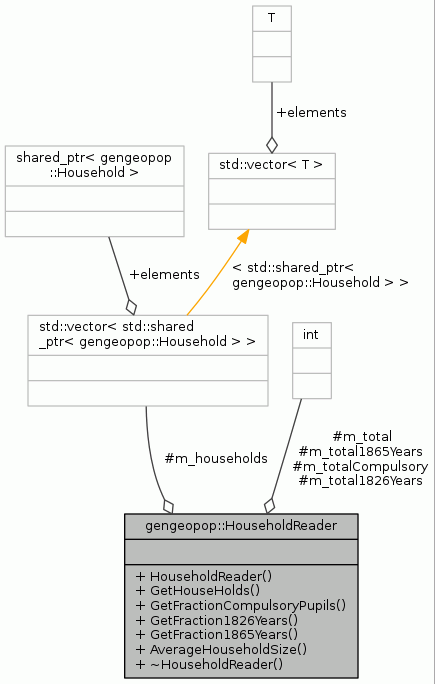 T
+elements
shared_ptr< gengeopop
::Household >
std::vector< T >
+elements
< std::shared_ptr<
gengeopop::Household > >
std::vector< std::shared
_ptr< gengeopop::Household > >
int
#m_households
#m_total
#m_total1865Years
#m_totalCompulsory
#m_total1826Years
gengeopop::HouseholdReader
+ HouseholdReader()
+ GetHouseHolds()
+ GetFractionCompulsoryPupils()
+ GetFraction1826Years()
+ GetFraction1865Years()
+ AverageHouseholdSize()
+ ~HouseholdReader()